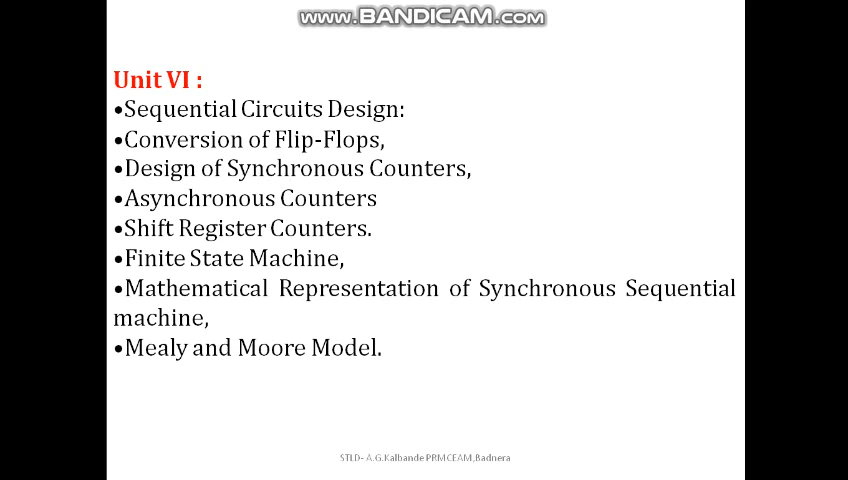 www.BANDICAM.com
Unit VI :
•Sequential Circuits Design:
•Conversion of Flip-Flops,
•Design of Synchronous Counters,
•Asynchronous Counters
•Shift Register Counters.
•Finite State Machine,
•Mathematical Representation of Synchronous Sequential
machine,
•Mealy and Moore Model.
STLD- A.G.Kalbande PRMCEAM,Badnera